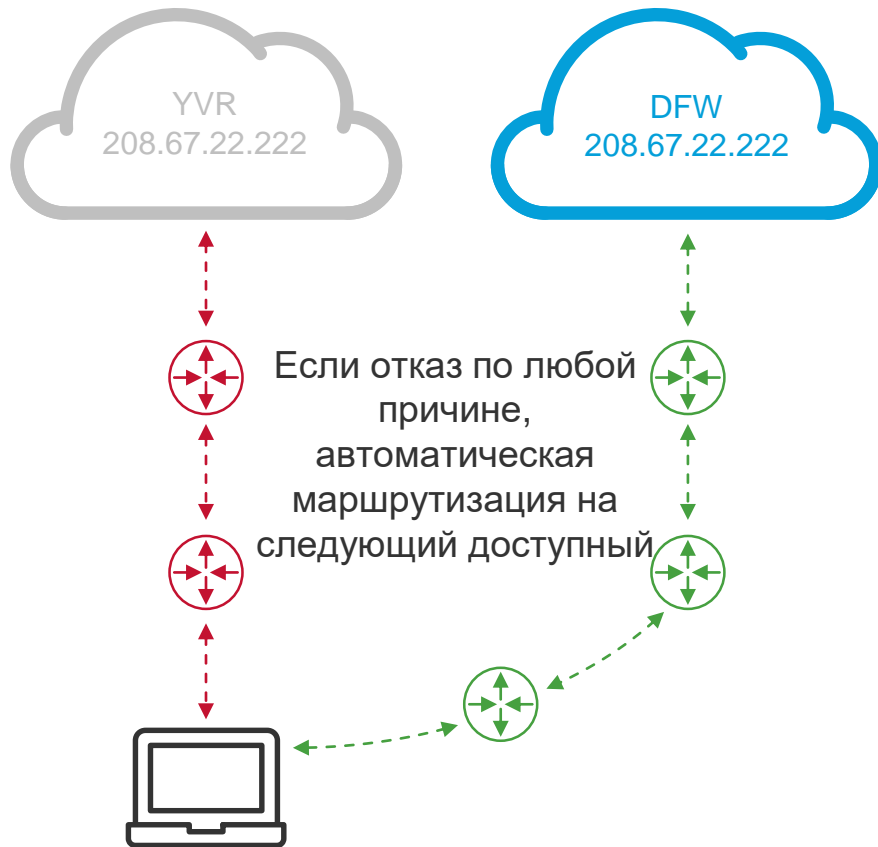 YVR
208.67.22.222
DFW
208.67.22.222
Если отказ по любой
причине,
автоматическая
маршрутизация на
следующий доступный